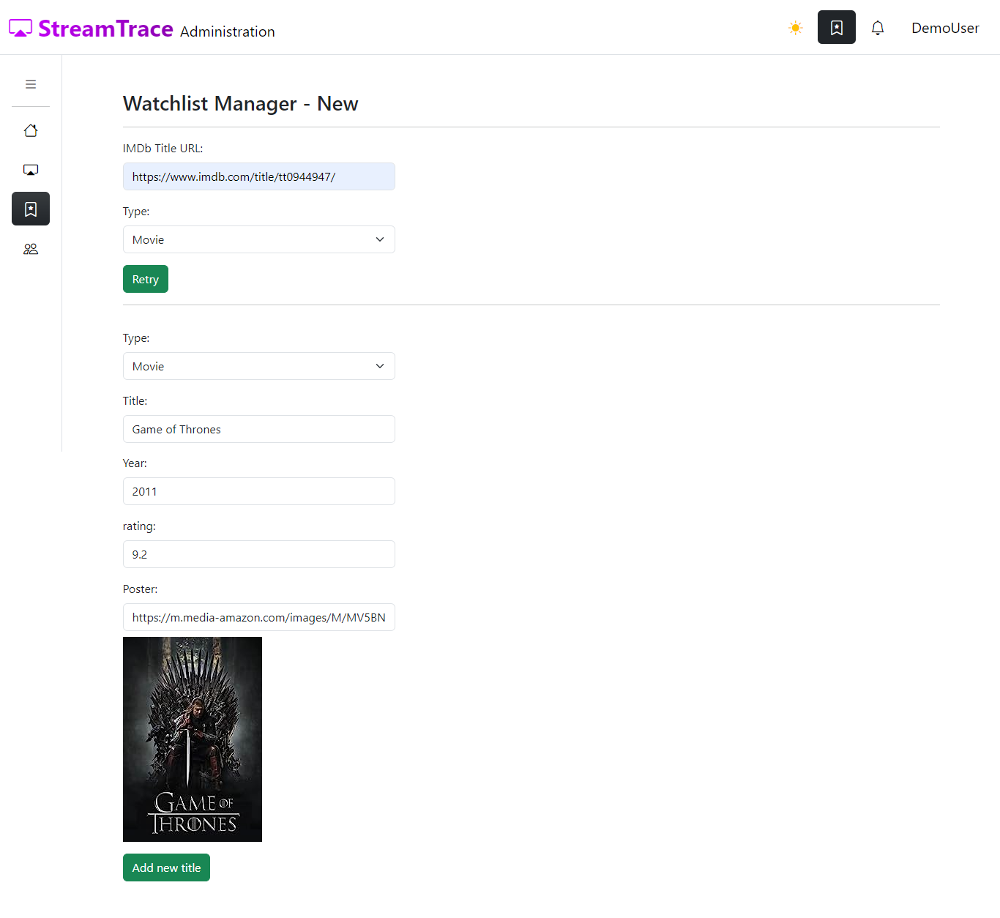 StreamTrace Administration
DemoUser
Watchlist Manager - New
IMDb Title URL:
https://www.imdb.com/title/tt0944947/
Type:
Movie
Retry
Type:
Movie
Title:
Game of Thrones
Year:
2011
rating:
9.2
Poster:
https://m.media-amazon.com/images/M/MV5BN
GAME OF
THRONES
Add new title